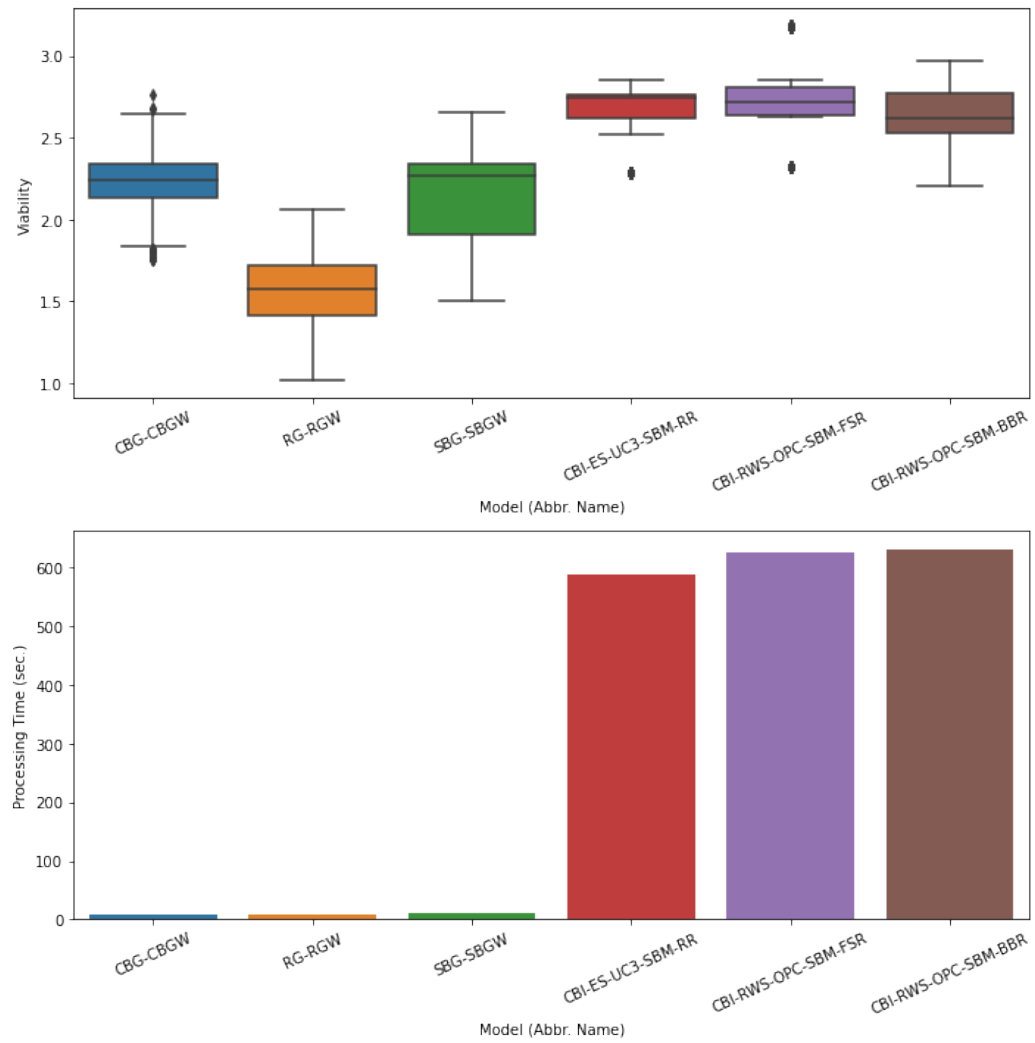 3.0
2.5
2.0
1.5
1.0
Viability
CBG-CBGW
RG-RGW
SBG-SBGW
CBI-ES-UC3-SBM-RR
CBI-RWS-OPC-SBM-FSR
CBI-RWS-OPC-SBM-BBR
Model (Abbr. Name)
600
500
400
300
200
100
0
Processing Time (sec.)
CBG-CBGW
RG-RGW
SBG-SBGW
CBI-ES-UC3-SBM-RR
CBI-RWS-OPC-SBM-FSR
CBI-RWS-OPC-SBM-BBR
Model (Abbr. Name)